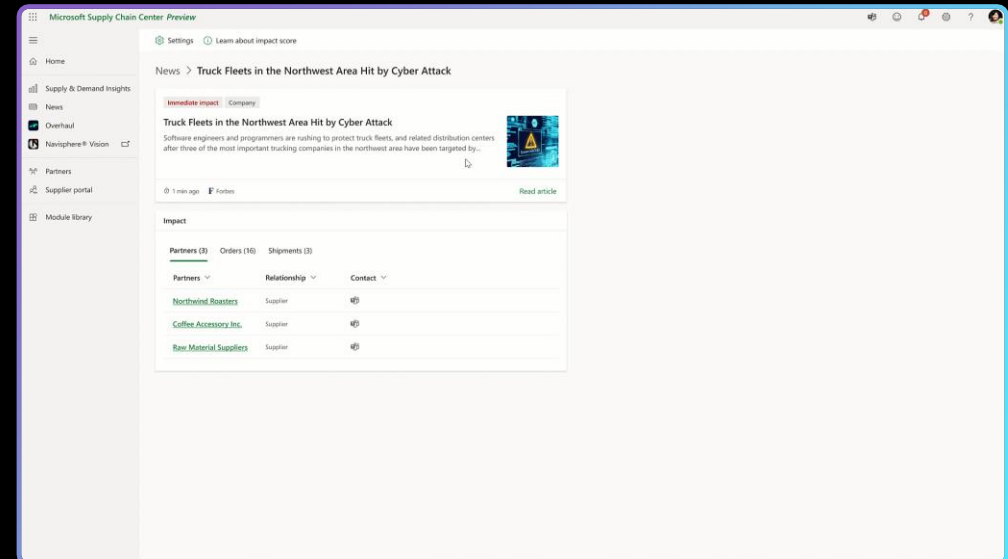 Microsoft Supply Chain Center Preview
Home
Supply & Demand Insights
News
Overhaul
Navisphere® Vision
Partners
Supplier portal
Module library
Settings
Learn about impact score
News > Truck Fleets in the Northwest Area Hit by Cyber Attack
Immediate impact Company
Truck Fleets in the Northwest Area Hit by Cyber Attack
Software engineers and programmers are rushing to protect truck fleets, and related distribution centers
after three of the most important trucking companies in the northwest area have been targeted by...
1 min ago F Forbes
Read article
Impact
Partners (3) Orders (16) Shipments (3)
Partners Relationship Contact
Northwind Roasters Supplier
Coffee Accessory Inc. Supplier
Raw Material Suppliers Supplier